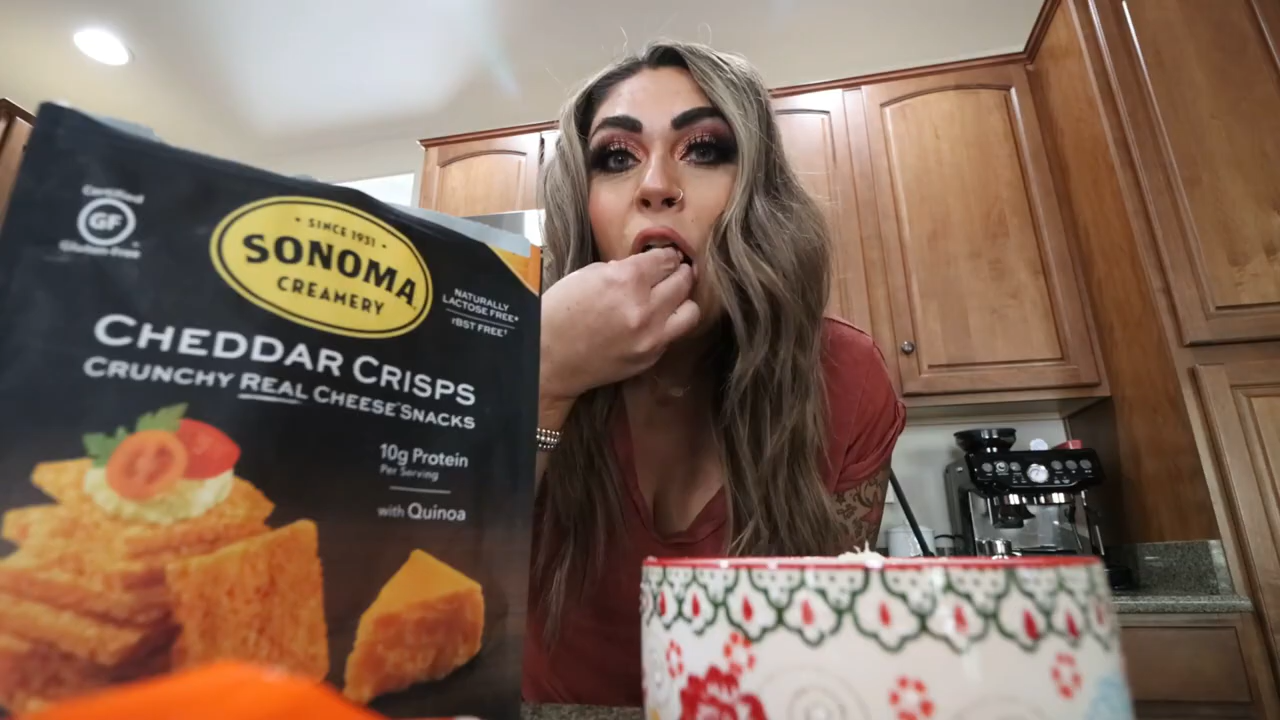 Certified
GF
Gluten-Free
• SINCE 1931 •
SONOMA
CREAMERY
NATURALLY
LACTOSE FREE*
rBST FREE†
CHEDDAR CRISPS
CRUNCHY REAL CHEESE SNACKS
10g Protein
Per Serving
with Quinoa